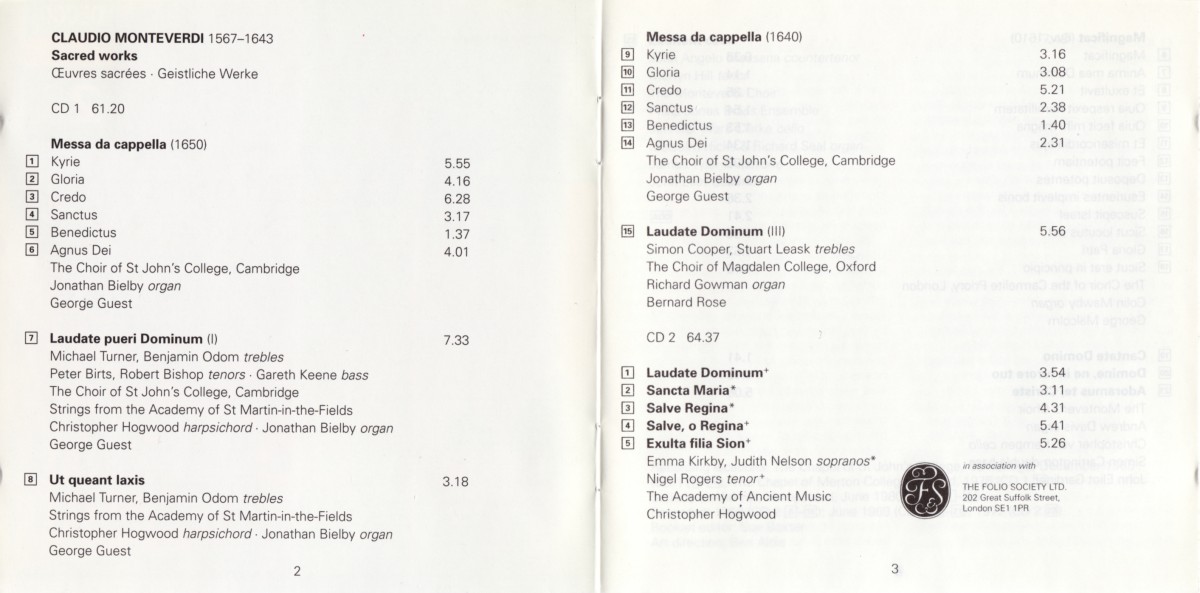 CLAUDIO MONTEVERDI 1567–1643
Sacred works
Œuvres sacrées · Geistliche Werke
CD 1 61.20
Messa da cappella (1650)
1 Kyrie 5.55
2 Gloria 4.16
3 Credo 6.28
4 Sanctus 3.17
5 Benedictus 1.37
6 Agnus Dei 4.01
The Choir of St John's College, Cambridge
Jonathan Bielby organ
George Guest
7 Laudate pueri Dominum (I) 7.33
Michael Turner, Benjamin Odom trebles
Peter Birts, Robert Bishop tenors · Gareth Keene bass
The Choir of St John's College, Cambridge
Strings from the Academy of St Martin-in-the-Fields
Christopher Hogwood harpsichord · Jonathan Bielby organ
George Guest
8 Ut queant laxis 3.18
Michael Turner, Benjamin Odom trebles
Strings from the Academy of St Martin-in-the-Fields
Christopher Hogwood harpsichord · Jonathan Bielby organ
George Guest
2
Messa da cappella (1640)
9 Kyrie 3.16
10 Gloria 3.08
11 Credo 5.21
12 Sanctus 2.38
13 Benedictus 1.40
14 Agnus Dei 2.31
The Choir of St John's College, Cambridge
Jonathan Bielby organ
George Guest
15 Laudate Dominum (III) 5.56
Simon Cooper, Stuart Leask trebles
The Choir of Magdalen College, Oxford
Richard Gowman organ
Bernard Rose
CD 2 64.37
1 Laudate Dominum+ 3.54
2 Sancta Maria* 3.11
3 Salve Regina* 4.31
4 Salve, o Regina+ 5.41
5 Exulta filia Sion+ 5.26
Emma Kirkby, Judith Nelson sopranos*
Nigel Rogers tenor+
The Academy of Ancient Music
Christopher Hogwood
FS
in association with
THE FOLIO SOCIETY LTD.
202 Great Suffolk Street,
London SE1 1PR
3